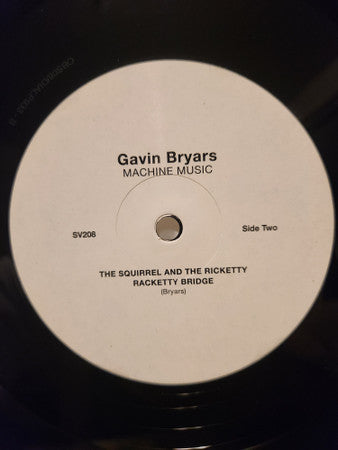 Gavin Bryars
MACHINE MUSIC
SV208
Side Two
THE SQUIRREL AND THE RICKETTY
RACKETTY BRIDGE
(Bryars)